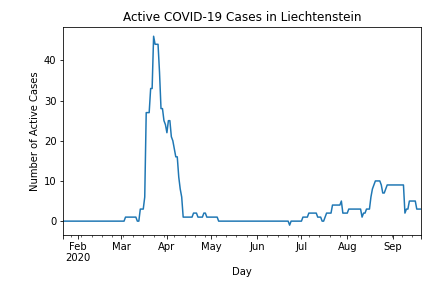 Active COVID-19 Cases in Liechtenstein
Number of Active Cases
40
30
20
10
0
Feb Mar Apr May Jun Jul Aug Sep
2020
Day